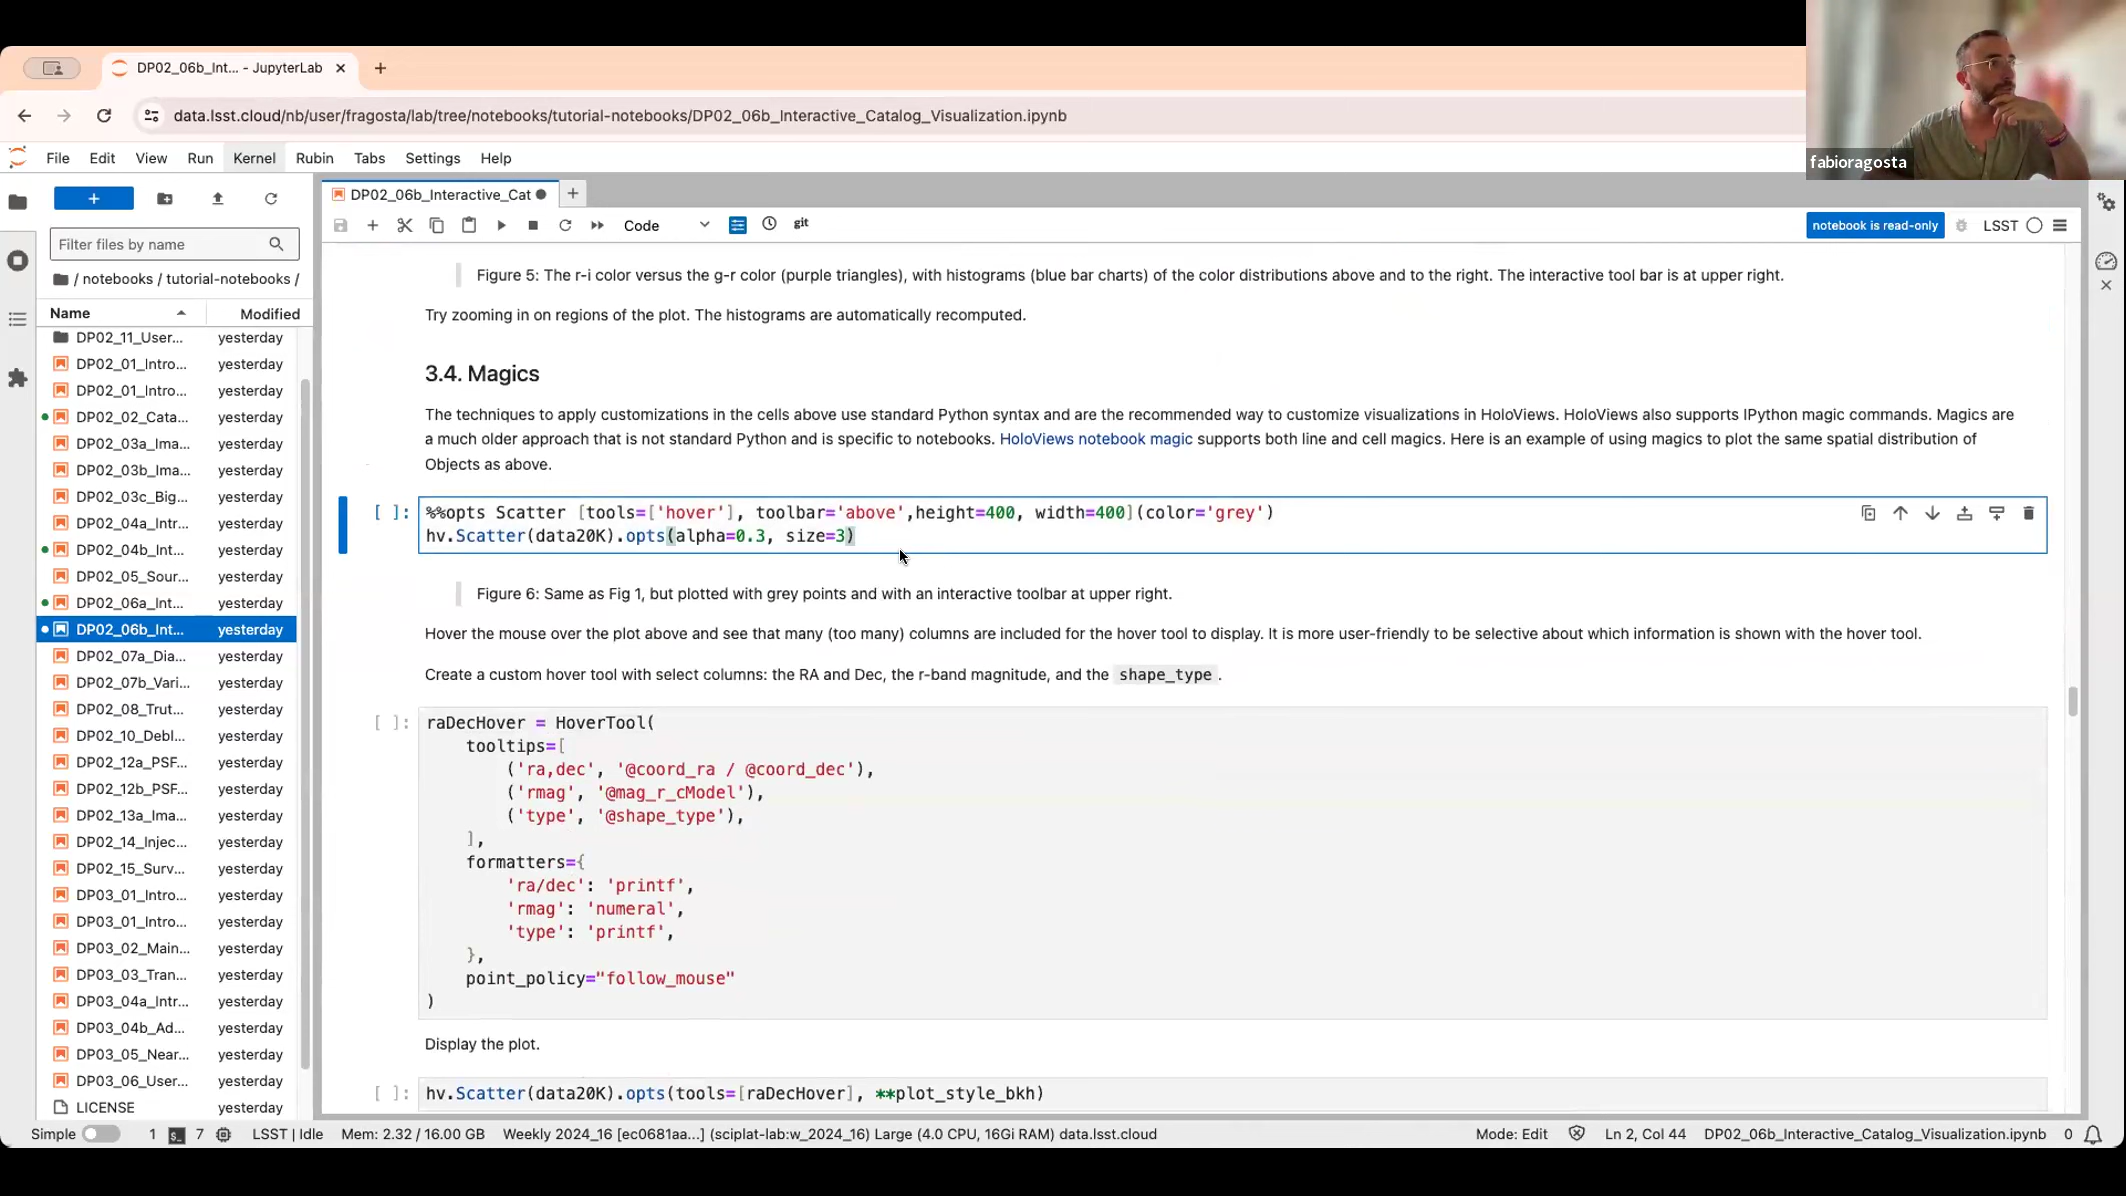 DP02_06b_Int... - JupyterLab
data.lsst.cloud/nb/user/fragosta/lab/tree/notebooks/tutorial-notebooks/DP02_06b_Interactive_Catalog_Visualization.ipynb
fabioragosta
File Edit View Run Kernel Rubin Tabs Settings Help
DP02_06b_Interactive_Cat
Code
git
notebook is read-only
LSST
Filter files by name
/ notebooks / tutorial-notebooks /
Name Modified
DP02_11_User... yesterday
DP02_01_Intro... yesterday
DP02_01_Intro... yesterday
DP02_02_Cata... yesterday
DP02_03a_Ima... yesterday
DP02_03b_Ima... yesterday
DP02_03c_Big... yesterday
DP02_04a_Intr... yesterday
DP02_04b_Int... yesterday
DP02_05_Sour... yesterday
DP02_06a_Int... yesterday
DP02_06b_Int... yesterday
DP02_07a_Dia... yesterday
DP02_07b_Vari... yesterday
DP02_08_Trut... yesterday
DP02_10_Debl... yesterday
DP02_12a_PSF... yesterday
DP02_12b_PSF... yesterday
DP02_13a_Ima... yesterday
DP02_14_Injec... yesterday
DP02_15_Surv... yesterday
DP03_01_Intro... yesterday
DP03_01_Intro... yesterday
DP03_02_Main... yesterday
DP03_03_Tran... yesterday
DP03_04a_Intr... yesterday
DP03_04b_Ad... yesterday
DP03_05_Near... yesterday
DP03_06_User... yesterday
LICENSE yesterday
Figure 5: The r-i color versus the g-r color (purple triangles), with histograms (blue bar charts) of the color distributions above and to the right. The interactive tool bar is at upper right.
Try zooming in on regions of the plot. The histograms are automatically recomputed.
3.4. Magics
The techniques to apply customizations in the cells above use standard Python syntax and are the recommended way to customize visualizations in HoloViews. HoloViews also supports IPython magic commands. Magics are
a much older approach that is not standard Python and is specific to notebooks. HoloViews notebook magic supports both line and cell magics. Here is an example of using magics to plot the same spatial distribution of
Objects as above.
[ ]: %%opts Scatter [tools=['hover'], toolbar='above',height=400, width=400](color='grey')
hv.Scatter(data20K).opts(alpha=0.3, size=3)
Figure 6: Same as Fig 1, but plotted with grey points and with an interactive toolbar at upper right.
Hover the mouse over the plot above and see that many (too many) columns are included for the hover tool to display. It is more user-friendly to be selective about which information is shown with the hover tool.
Create a custom hover tool with select columns: the RA and Dec, the r-band magnitude, and the shape_type .
[ ]: raDecHover = HoverTool(
tooltips=[
('ra,dec', '@coord_ra / @coord_dec'),
('rmag', '@mag_r_cModel'),
('type', '@shape_type'),
],
formatters={
'ra/dec': 'printf',
'rmag': 'numeral',
'type': 'printf',
},
point_policy="follow_mouse"
)
Display the plot.
[ ]: hv.Scatter(data20K).opts(tools=[raDecHover], **plot_style_bkh)
Simple 1 7 LSST | Idle Mem: 2.32 / 16.00 GB Weekly 2024_16 [ec0681aa...] (sciplat-lab:w_2024_16) Large (4.0 CPU, 16Gi RAM) data.lsst.cloud Mode: Edit Ln 2, Col 44 DP02_06b_Interactive_Catalog_Visualization.ipynb 0